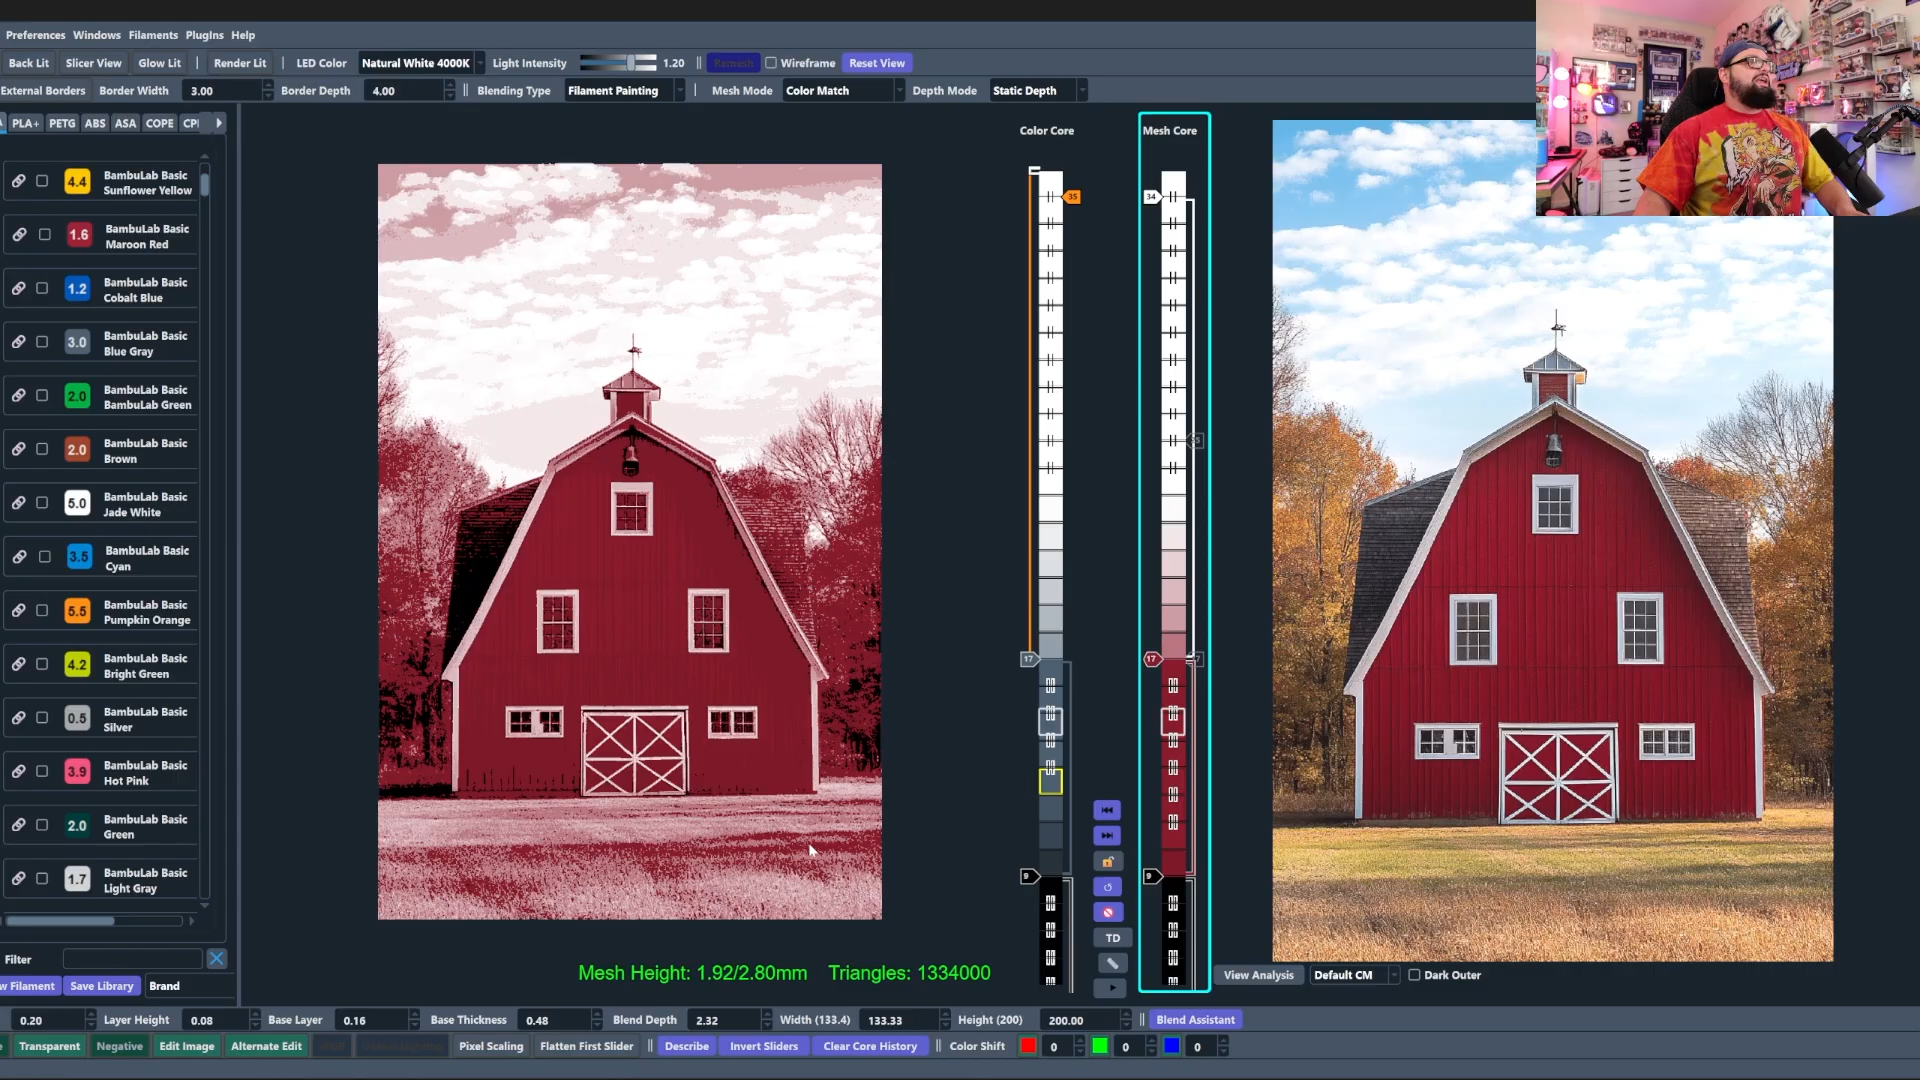 Preferences Windows Filaments PlugIns Help
Back Lit Slicer View Glow Lit | Render Lit | LED Color Natural White 4000K Light Intensity 1.20 || Remesh Wireframe Reset View
External Borders Border Width 3.00 Border Depth 4.00 || Blending Type Filament Painting | Mesh Mode Color Match Depth Mode Static Depth
PLA+ PETG ABS ASA COPE
Color Core
Mesh Core
4.4 BambuLab Basic
Sunflower Yellow
1.6 BambuLab Basic
Maroon Red
1.2 BambuLab Basic
Cobalt Blue
3.0 BambuLab Basic
Blue Gray
2.0 BambuLab Basic
BambuLab Green
2.0 BambuLab Basic
Brown
5.0 BambuLab Basic
Jade White
3.5 BambuLab Basic
Cyan
5.5 BambuLab Basic
Pumpkin Orange
4.2 BambuLab Basic
Bright Green
0.5 BambuLab Basic
Silver
3.9 BambuLab Basic
Hot Pink
2.0 BambuLab Basic
Green
1.7 BambuLab Basic
Light Gray
35
34
17
17
9
9
TD
Filter
w Filament Save Library Brand
Mesh Height: 1.92/2.80mm Triangles: 1334000
View Analysis Default CM Dark Outer
0.20 Layer Height 0.08 Base Layer 0.16 Base Thickness 0.48 Blend Depth 2.32 Width (133.4) 133.33 Height (200) 200.00 || Blend Assistant
Transparent Negative Edit Image Alternate Edit Pixel Scaling Flatten First Slider || Describe Invert Sliders Clear Core History || Color Shift 0 0 0